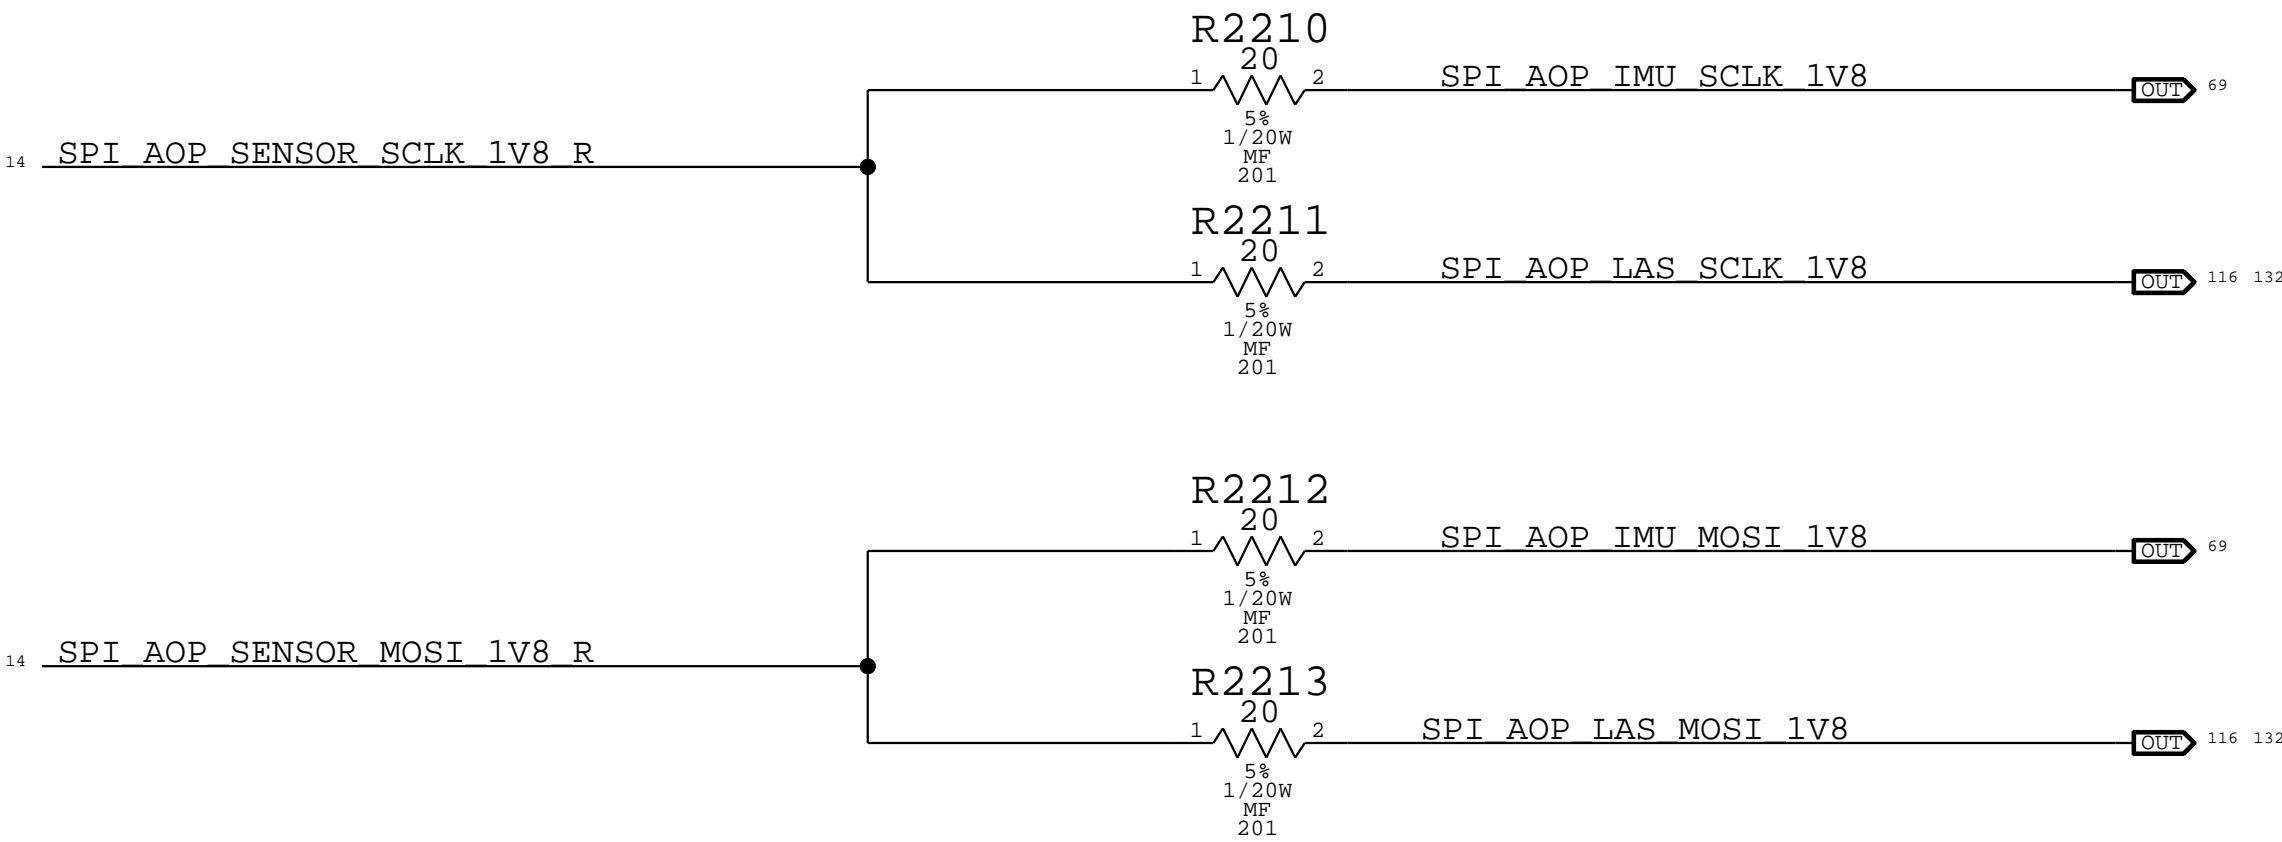 R2210
20
1 2 SPI_AOP_IMU_SCLK_1V8 OUT 69
5%
1/20W
MF
201
14 SPI_AOP_SENSOR_SCLK_1V8_R
R2211
20
1 2 SPI_AOP_LAS_SCLK_1V8 OUT 116 132
5%
1/20W
MF
201
R2212
20
1 2 SPI_AOP_IMU_MOSI_1V8 OUT 69
5%
1/20W
MF
201
14 SPI_AOP_SENSOR_MOSI_1V8_R
R2213
20
1 2 SPI_AOP_LAS_MOSI_1V8 OUT 116 132
5%
1/20W
MF
201